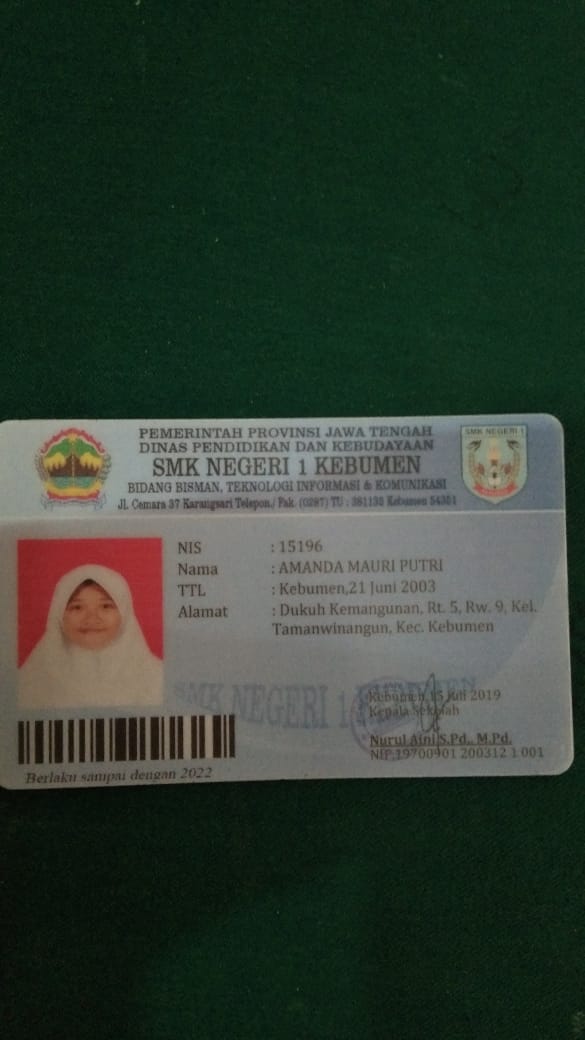 PEMERINTAH PROVINSI JAWA TENGAH
DINAS PENDIDIKAN DAN KEBUDAYAAN
SMK NEGERI 1 KEBUMEN
BIDANG BISMAN, TEKNOLOGI INFORMASI & KOMUNIKASI
Jl. Cemara 37 Karangsari Telepon./ Fak. (0287) TU : 381132 Kebumen 54351
SMK NEGERI 1
NIS : 15196
Nama : AMANDA MAURI PUTRI
TTL : Kebumen,21 Juni 2003
Alamat : Dukuh Kemangunan, Rt. 5, Rw. 9, Kel.
Tamanwinangun, Kec. Kebumen
SMK NEGERI 1 KEBUMEN
Kebumen, 15 Juli 2019
Kepala Sekolah
Nurul Aini,S.Pd., M.Pd.
NIP.19700901 200312 1 001
Berlaku sampai dengan 2022